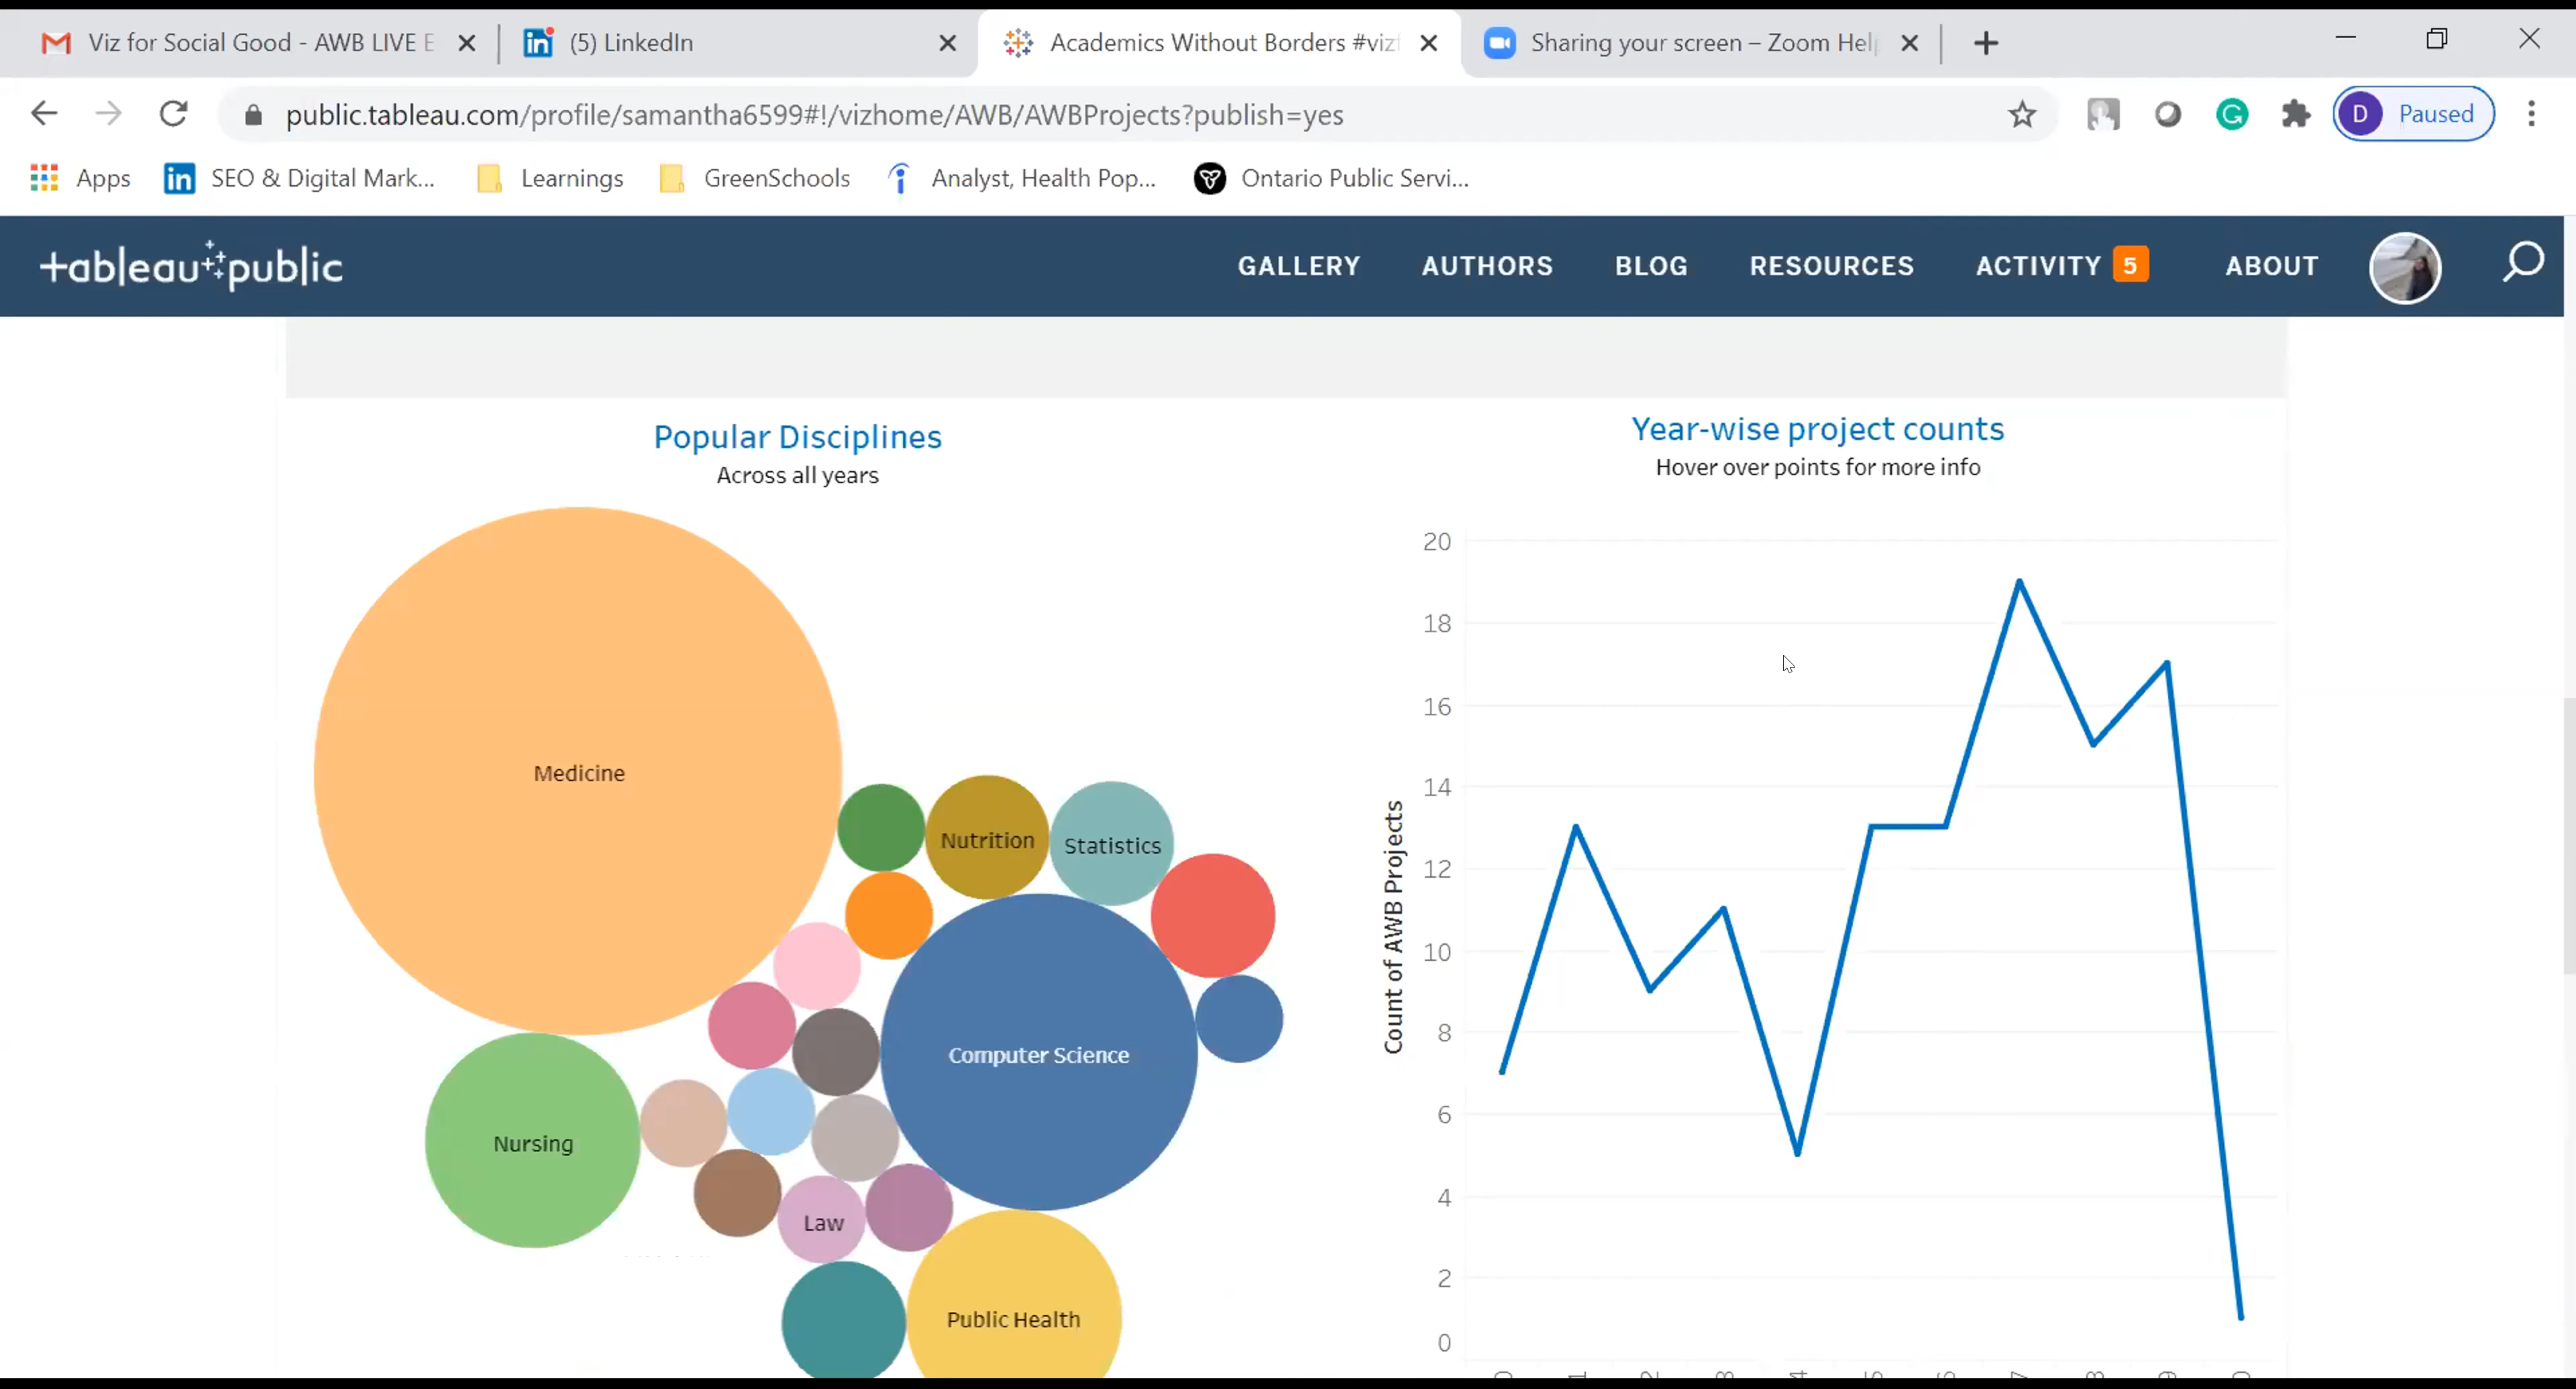 Viz for Social Good - AWB LIVE E
(5) LinkedIn
Academics Without Borders #viz
Sharing your screen – Zoom Hel
public.tableau.com/profile/samantha6599#!/vizhome/AWB/AWBProjects?publish=yes
D Paused
Apps
SEO & Digital Mark...
Learnings
GreenSchools
Analyst, Health Pop...
Ontario Public Servi...
+ableau public
GALLERY
AUTHORS
BLOG
RESOURCES
ACTIVITY 5
ABOUT
Popular Disciplines
Across all years
Medicine
Nutrition
Statistics
Computer Science
Nursing
Law
Public Health
Year-wise project counts
Hover over points for more info
Count of AWB Projects
20
18
16
14
12
10
8
6
4
2
0